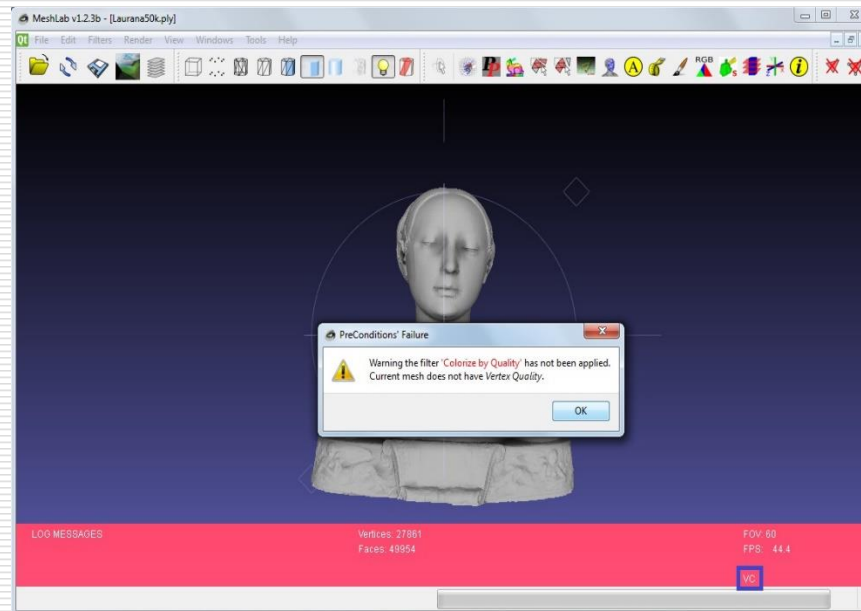 MeshLab v1.2.3b - [Laurana50k.ply]
Qt File Edit Filters Render View Windows Tools Help
Pp A RGB s i
PreConditions' Failure
Warning the filter 'Colorize by Quality' has not been applied.
Current mesh does not have Vertex Quality.
OK
LOG MESSAGES Vertices: 27861 FOV: 60
Faces: 49954 FPS: 44.4
VC